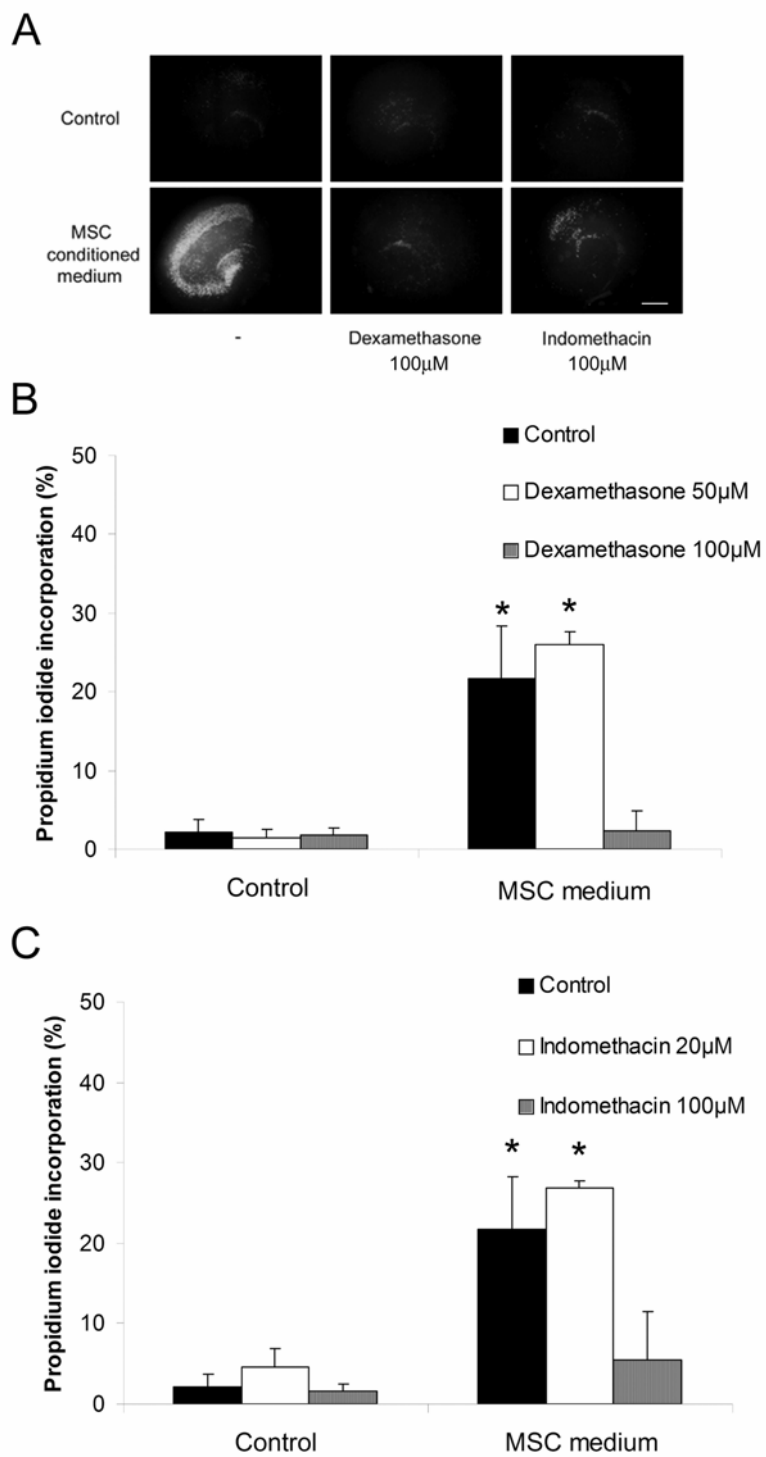 A
Control
MSC
conditioned
medium
-
Dexamethasone
100µM
Indomethacin
100µM
B
Propidium iodide incorporation (%)
50
40
30
20
10
0
Control
Dexamethasone 50µM
Dexamethasone 100µM
*
*
Control
MSC medium
C
Propidium iodide incorporation (%)
50
40
30
20
10
0
Control
Indomethacin 20µM
Indomethacin 100µM
*
*
Control
MSC medium